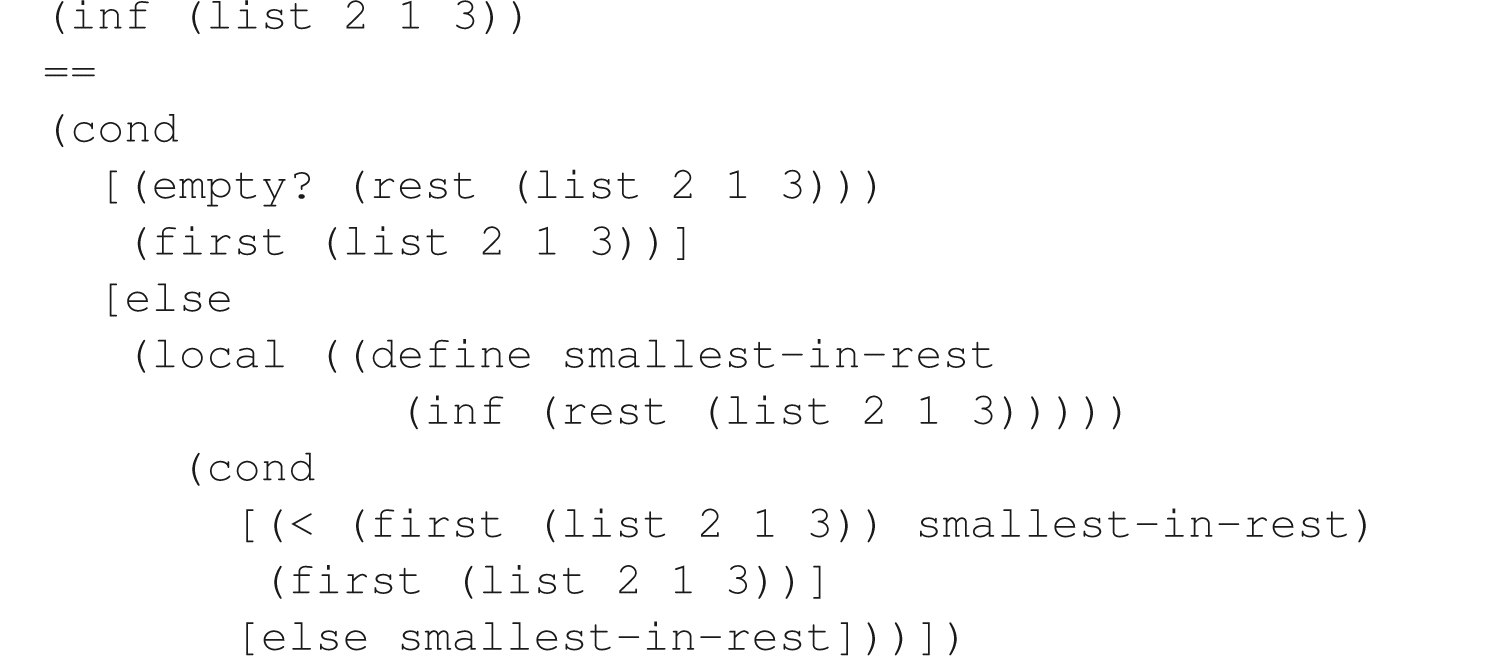 (inf (list 2 1 3))
==
(cond
  [(empty? (rest (list 2 1 3)))
   (first (list 2 1 3))]
  [else
   (local ((define smallest-in-rest
             (inf (rest (list 2 1 3)))))
     (cond
       [(< (first (list 2 1 3)) smallest-in-rest)
        (first (list 2 1 3))]
       [else smallest-in-rest]))])